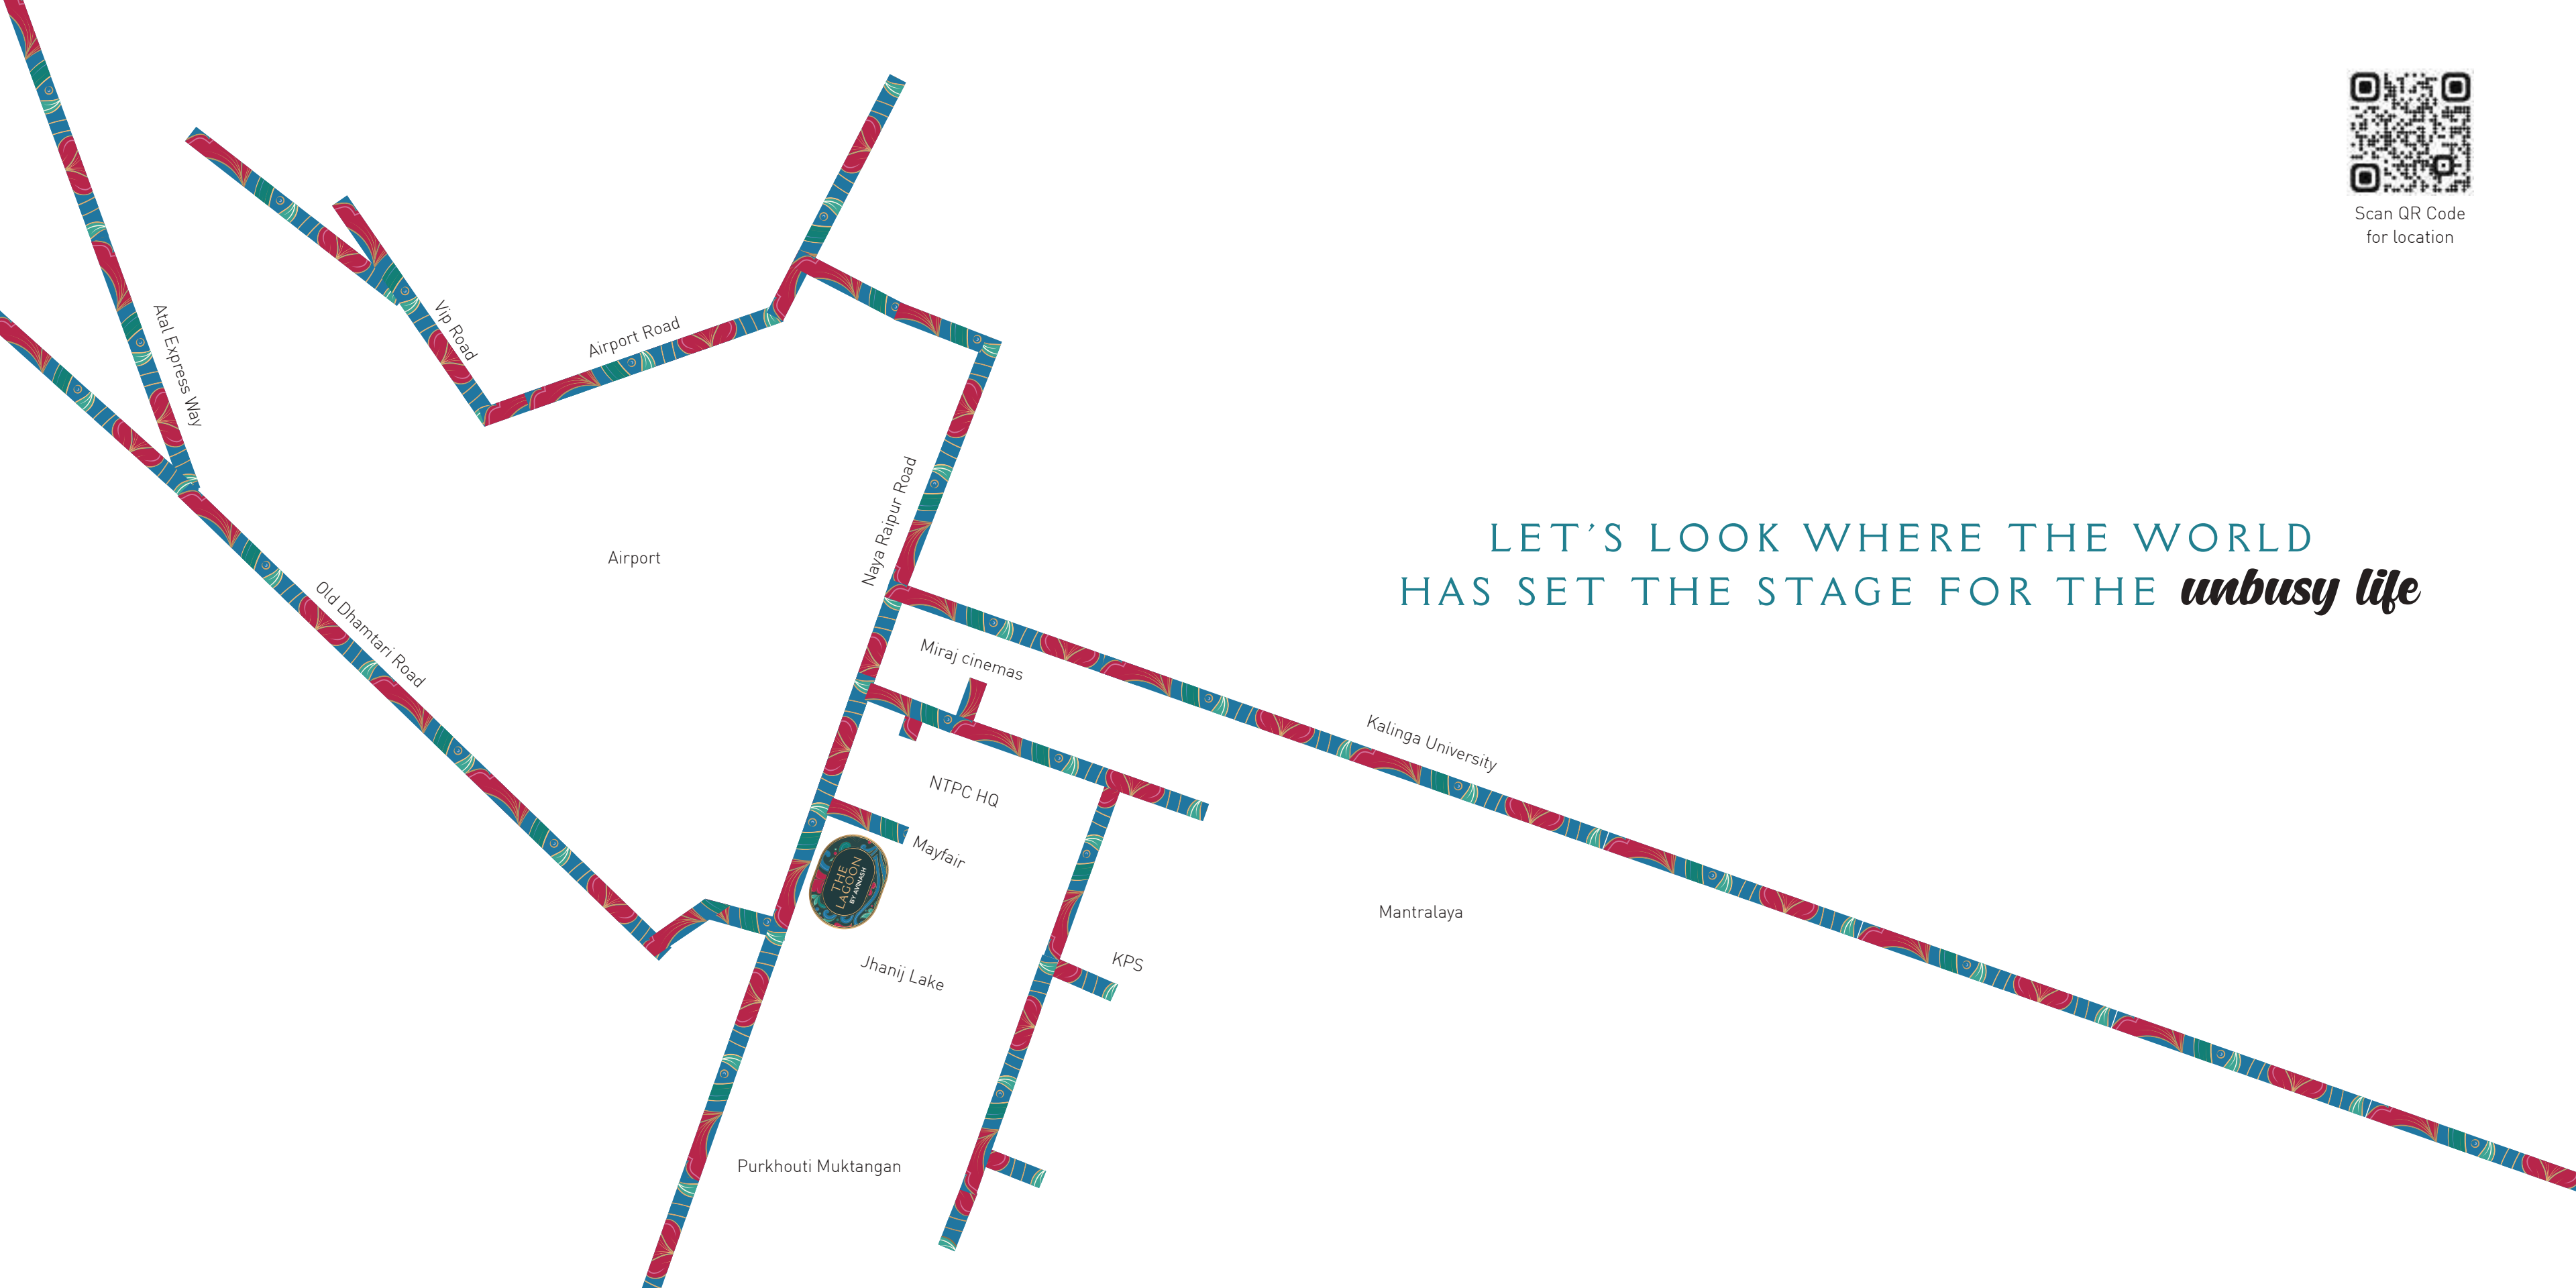 Scan QR Code
for location
Atal Express Way
Vip Road
Airport Road
Naya Raipur Road
Airport
LET’S LOOK WHERE THE WORLD
HAS SET THE STAGE FOR THE unbusy life
Old Dhamtari Road
Miraj cinemas
Kalinga University
NTPC HQ
Mayfair
THE
LAGOON
BY AVINASH
Mantralaya
Jhanij Lake
KPS
Purkhouti Muktangan